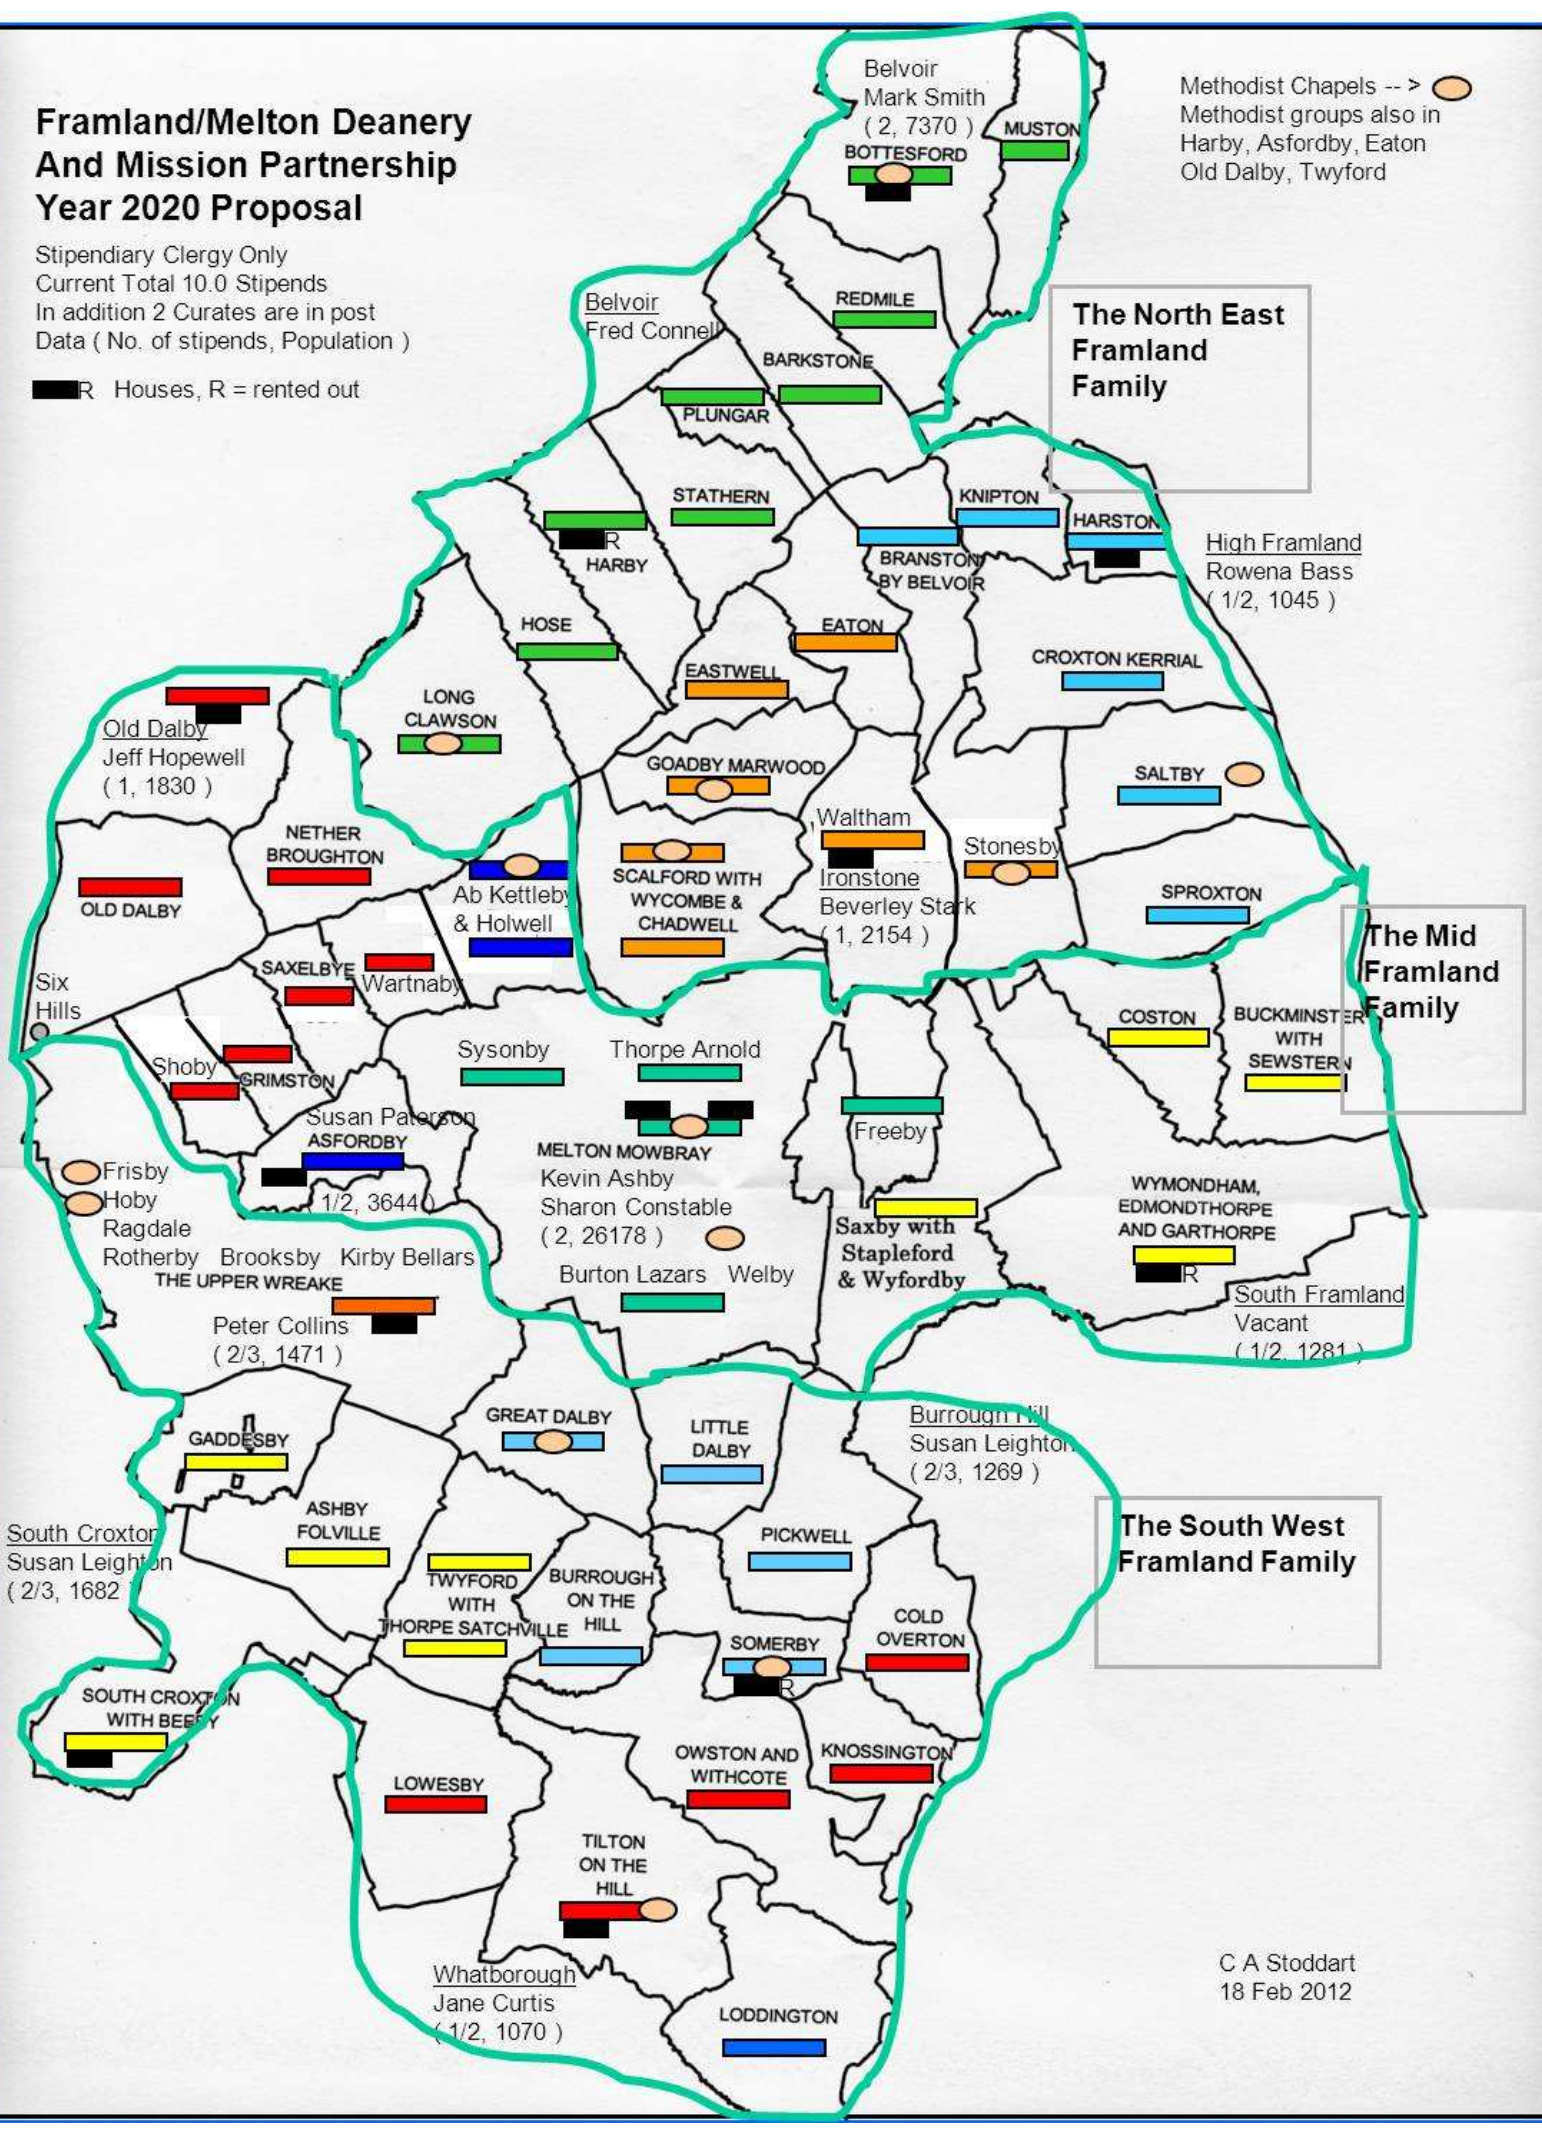 Framland/Melton Deanery
And Mission Partnership
Year 2020 Proposal
Stipendiary Clergy Only
Current Total 10.0 Stipends
In addition 2 Curates are in post
Data ( No. of stipends, Population )
R Houses, R = rented out
Belvoir
Mark Smith
( 2, 7370 )
BOTTESFORD
MUSTON
Methodist Chapels -- >
Methodist groups also in
Harby, Asfordby, Eaton
Old Dalby, Twyford
Belvoir
Fred Connell
REDMILE
BARKSTONE
PLUNGAR
The North East
Framland
Family
STATHERN
KNIPTON
HARSTON
R
HARBY
BRANSTON
BY BELVOIR
High Framland
Rowena Bass
( 1/2, 1045 )
HOSE
EATON
EASTWELL
CROXTON KERRIAL
LONG
CLAWSON
Old Dalby
Jeff Hopewell
( 1, 1830 )
GOADBY MARWOOD
SALTBY
NETHER
BROUGHTON
Waltham
Stonesby
OLD DALBY
Ab Kettleby
& Holwell
SCALFORD WITH
WYCOMBE &
CHADWELL
Ironstone
Beverley Stark
( 1, 2154 )
SPROXTON
The Mid
Framland
Family
SAXELBYE
Wartnaby
Six
Hills
COSTON
BUCKMINSTER
WITH
SEWSTERN
Shoby
GRIMSTON
Sysonby
Thorpe Arnold
Freeby
Susan Paterson
ASFORDBY
( 1/2, 3644 )
MELTON MOWBRAY
Kevin Ashby
Sharon Constable
( 2, 26178 )
Burton Lazars
Welby
Frisby
Hoby
Ragdale
Rotherby
Brooksby
Kirby Bellars
THE UPPER WREAKE
Peter Collins
( 2/3, 1471 )
Saxby with
Stapleford
& Wyfordby
WYMONDHAM,
EDMONDTHORPE
AND GARTHORPE
R
South Framland
Vacant
( 1/2, 1281 )
GADDESBY
GREAT DALBY
LITTLE
DALBY
Burrough Hill
Susan Leighton
( 2/3, 1269 )
ASHBY
FOLVILLE
South Croxton
Susan Leighton
( 2/3, 1682 )
TWYFORD
WITH
THORPE SATCHVILLE
BURROUGH
ON THE
HILL
PICKWELL
The South West
Framland Family
COLD
OVERTON
SOMERBY
R
SOUTH CROXTON
WITH BEEBY
OWSTON AND
WITHCOTE
KNOSSINGTON
LOWESBY
TILTON
ON THE
HILL
Whatborough
Jane Curtis
( 1/2, 1070 )
LODDINGTON
C A Stoddart
18 Feb 2012